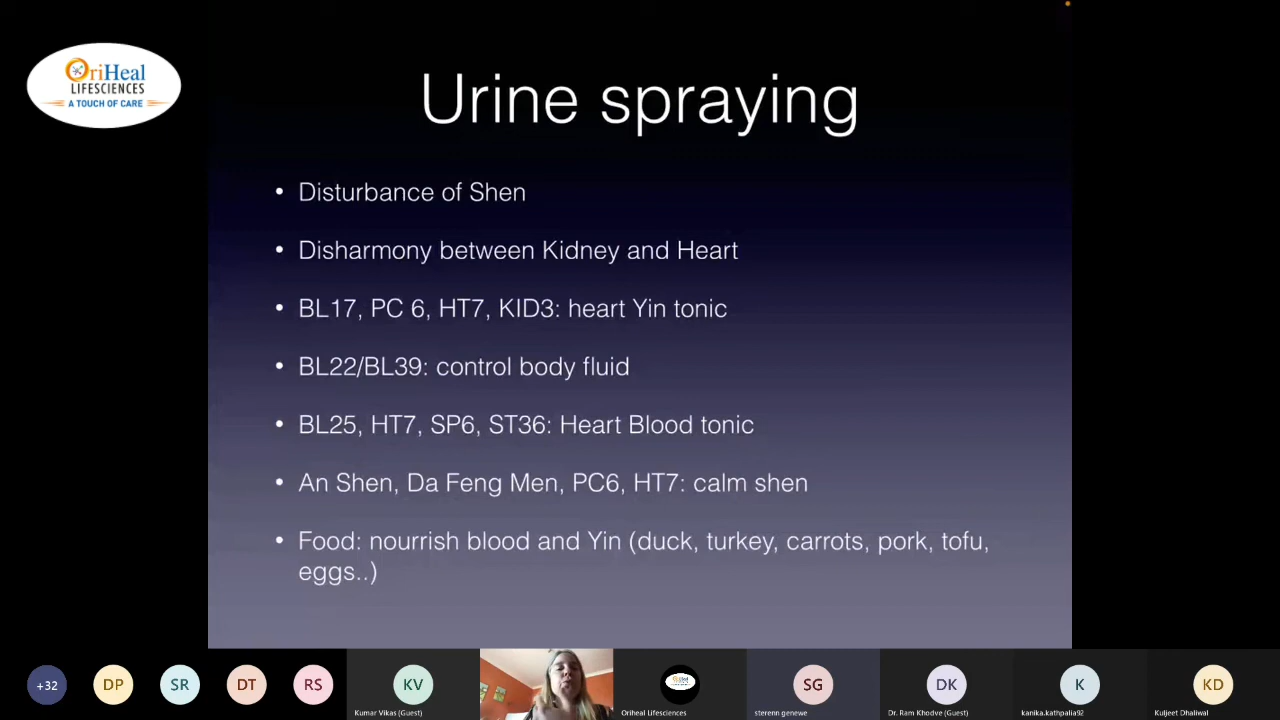 OriHeal
LIFESCIENCES
A TOUCH OF CARE
Urine spraying
• Disturbance of Shen
• Disharmony between Kidney and Heart
• BL17, PC 6, HT7, KID3: heart Yin tonic
• BL22/BL39: control body fluid
• BL25, HT7, SP6, ST36: Heart Blood tonic
• An Shen, Da Feng Men, PC6, HT7: calm shen
• Food: nourrish blood and Yin (duck, turkey, carrots, pork, tofu,
eggs..)
+32 DP SR DT RS KV SG DK K KD
Kumar Vikas (Guest) Oriheal Lifesciences sterenn genewe Dr. Ram Khodve (Guest) kanika.kathpalia92 Kuljeet Dhaliwal